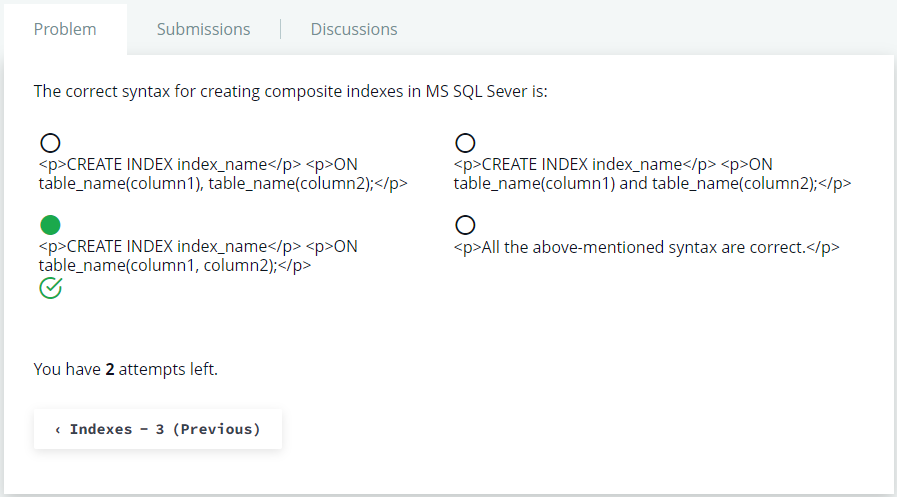 Problem
Submissions
Discussions
The correct syntax for creating composite indexes in MS SQL Sever is:
<p>CREATE INDEX index_name</p> <p>ON
table_name(column1), table_name(column2);</p>
<p>CREATE INDEX index_name</p> <p>ON
table_name(column1) and table_name(column2);</p>
<p>CREATE INDEX index_name</p> <p>ON
table_name(column1, column2);</p>
<p>All the above-mentioned syntax are correct.</p>
You have 2 attempts left.
‹ Indexes - 3 (Previous)